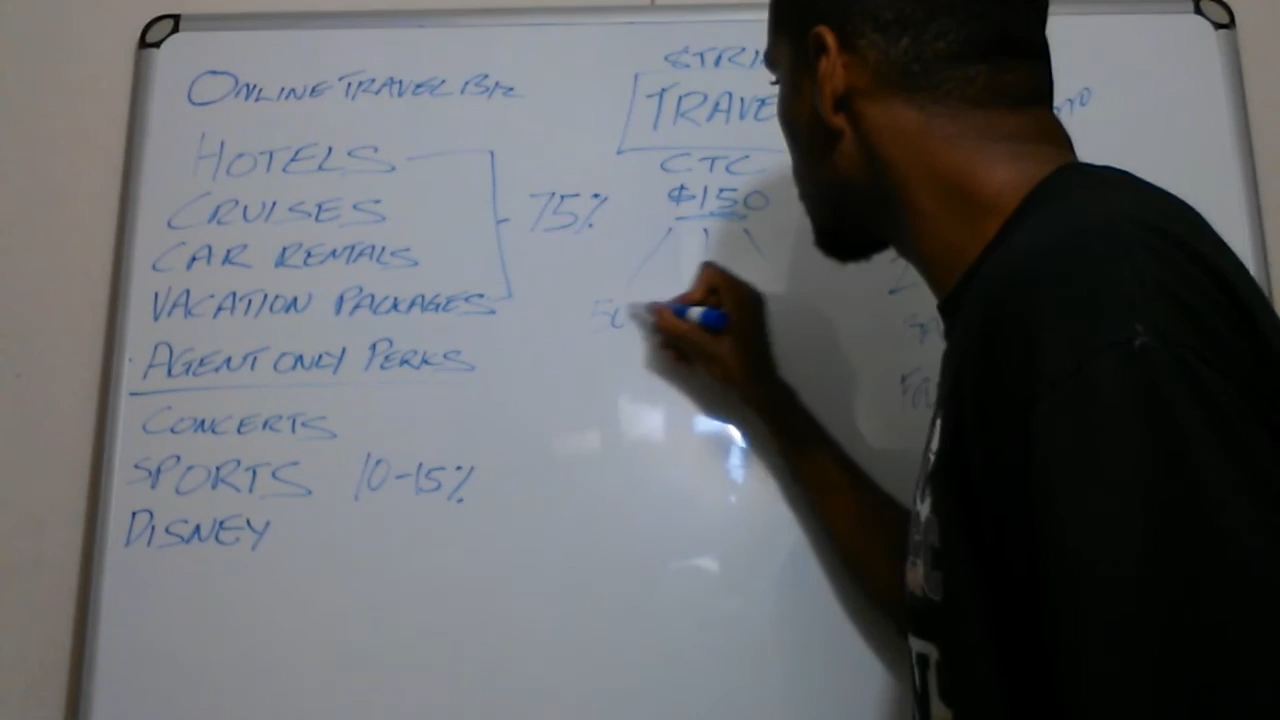 ONLINE TRAVEL BIZ
HOTELS
CRUISES
75%
CAR RENTALS
VACATION PACKAGES
AGENT ONLY PERKS
CONCERTS
SPORTS 10-15%
DISNEY
TRAVE
CTC
$150